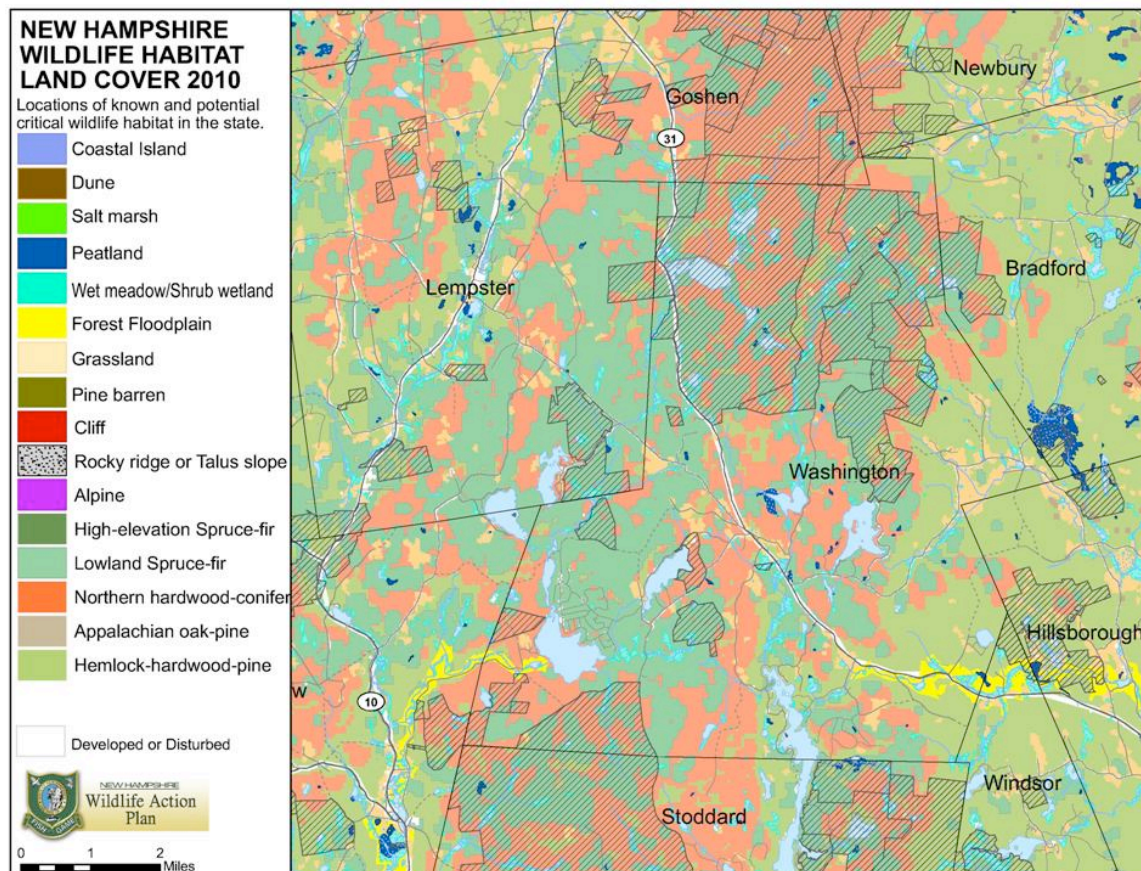 NEW HAMPSHIRE
WILDLIFE HABITAT
LAND COVER 2010
Locations of known and potential
critical wildlife habitat in the state.
Coastal Island
Dune
Salt marsh
Peatland
Wet meadow/Shrub wetland
Forest Floodplain
Grassland
Pine barren
Cliff
Rocky ridge or Talus slope
Alpine
High-elevation Spruce-fir
Lowland Spruce-fir
Northern hardwood-conifer
Appalachian oak-pine
Hemlock-hardwood-pine
Developed or Disturbed
NEW HAMPSHIRE
Wildlife Action
Plan
FISH GAME
0 1 2
Miles
Newbury
Goshen
31
Bradford
Lempster
Washington
Hillsborough
w
10
Windsor
Stoddard